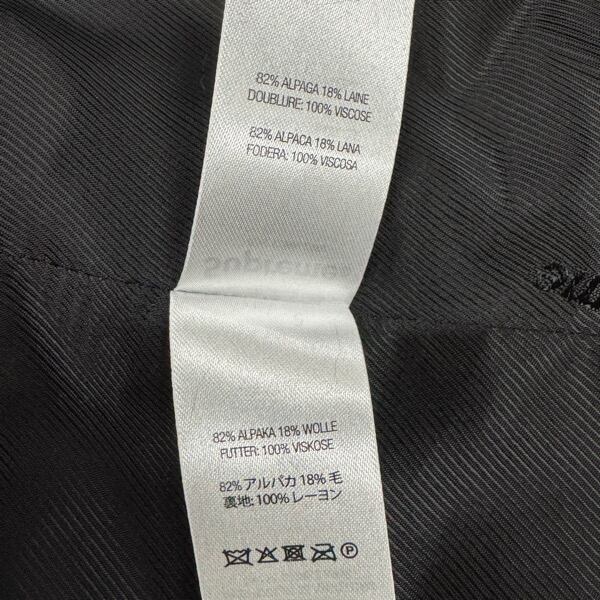 82% ALPAGA 18% LAINE
DOUBLURE: 100% VISCOSE
82% ALPACA 18% LANA
FODERA: 100% VISCOSA
Supreme
82% ALPAKA 18% WOLLE
FUTTER: 100% VISKOSE
82% アルパカ 18% 毛
裏地: 100% レーヨン
P